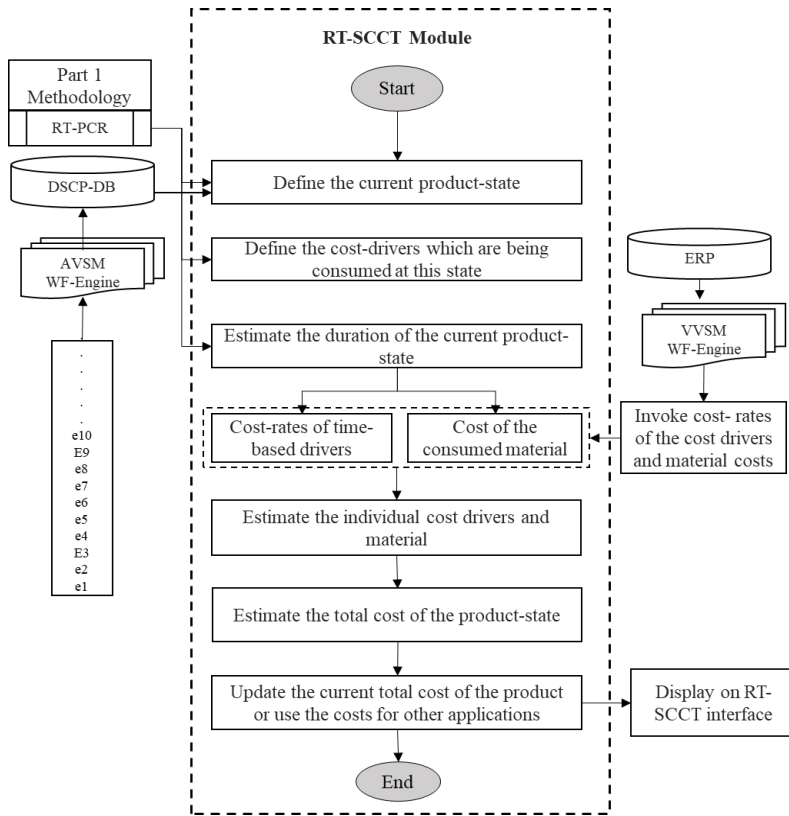 RT-SCCT Module
Start
Part 1
Methodology
RT-PCR
DSCP-DB
AVSM
WF-Engine
.
.
.
.
.
.
e10
E9
e8
e7
e6
e5
e4
E3
e2
e1
Define the current product-state
Define the cost-drivers which are being
consumed at this state
Estimate the duration of the current product-
state
Cost-rates of time-
based drivers
Cost of the
consumed material
ERP
VVSM
WF-Engine
Invoke cost- rates
of the cost drivers
and material costs
Estimate the individual cost drivers and
material
Estimate the total cost of the product-state
Update the current total cost of the product
or use the costs for other applications
Display on RT-
SCCT interface
End